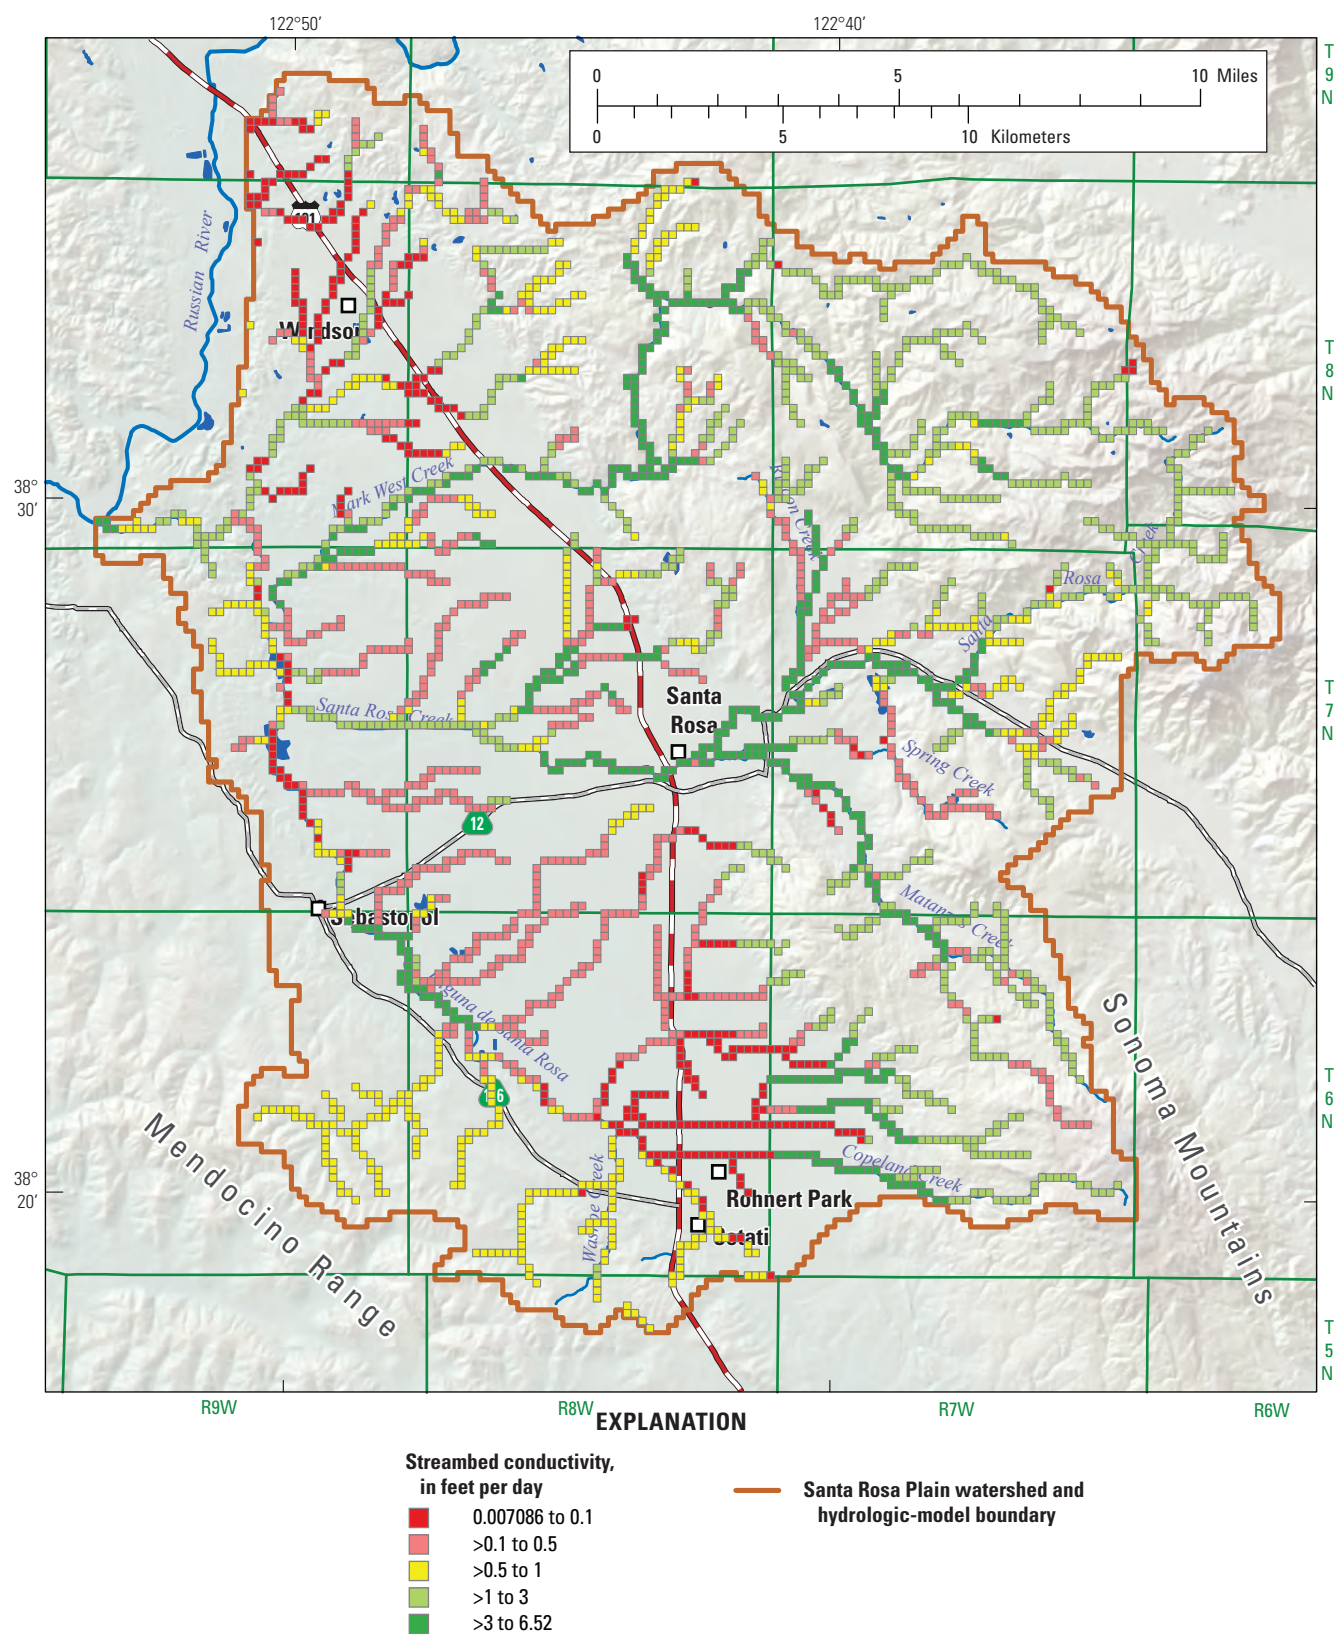 122°50'
122°40'
T
9
N
0
5
10 Miles
0
5
10 Kilometers
101
Russian River
Windsor
T
8
N
38°
30'
Mark West Creek
Rincon Creek
Creek
Rosa
Santa
Santa Rosa Creek
Santa
Rosa
T
7
N
Spring Creek
12
Sebastopol
Matanzas Creek
Laguna de Santa Rosa
116
Sonoma Mountains
T
6
N
Mendocino Range
Copeland Creek
38°
20'
Rohnert Park
Washoe Creek
Cotati
T
5
N
R9W
R8W
R7W
R6W
EXPLANATION
Streambed conductivity,
in feet per day
0.007086 to 0.1
>0.1 to 0.5
>0.5 to 1
>1 to 3
>3 to 6.52
Santa Rosa Plain watershed and
hydrologic-model boundary